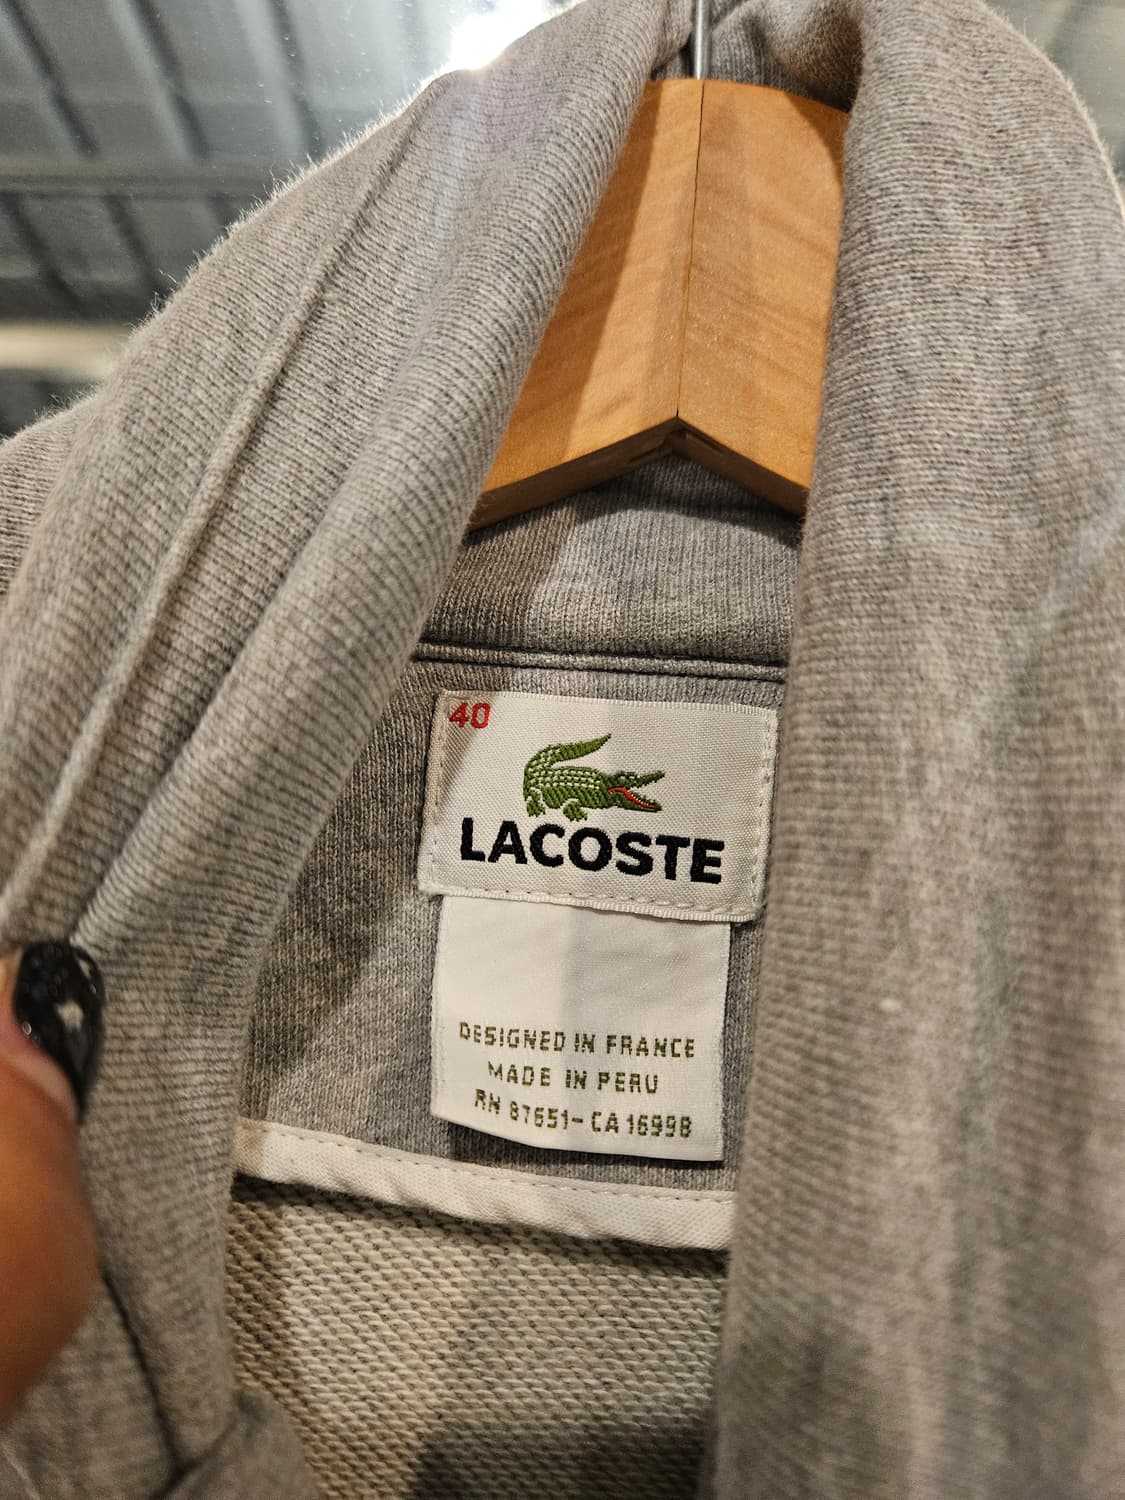 40
LACOSTE
DESIGNED IN FRANCE
MADE IN PERU
RN 87651-CA 16998